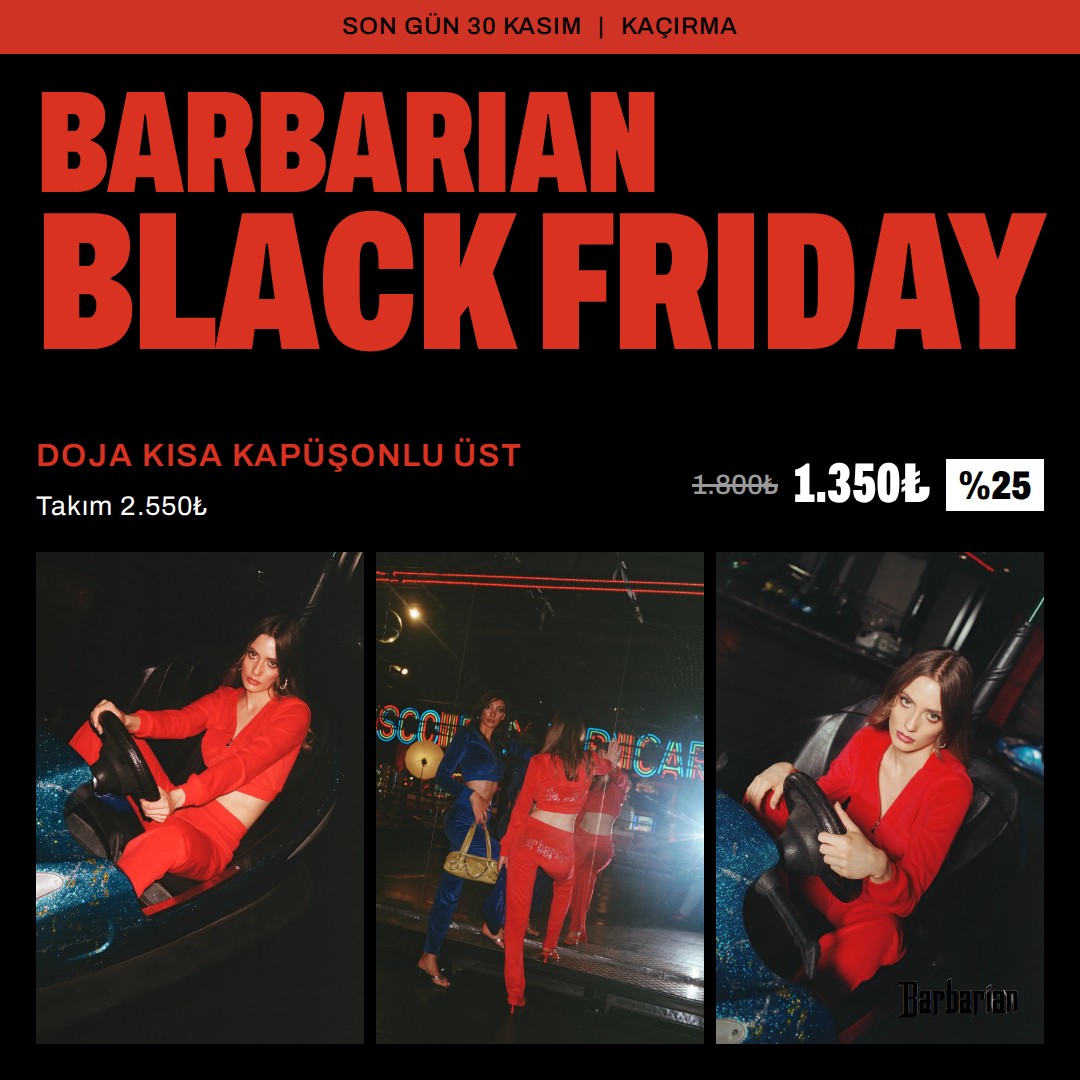 SON GÜN 30 KASIM | KAÇIRMA
BARBARIAN
BLACK FRIDAY
DOJA KISA KAPÜŞONLU ÜST
Takım 2.550₺
1.800₺ 1.350₺ %25
Barbarian